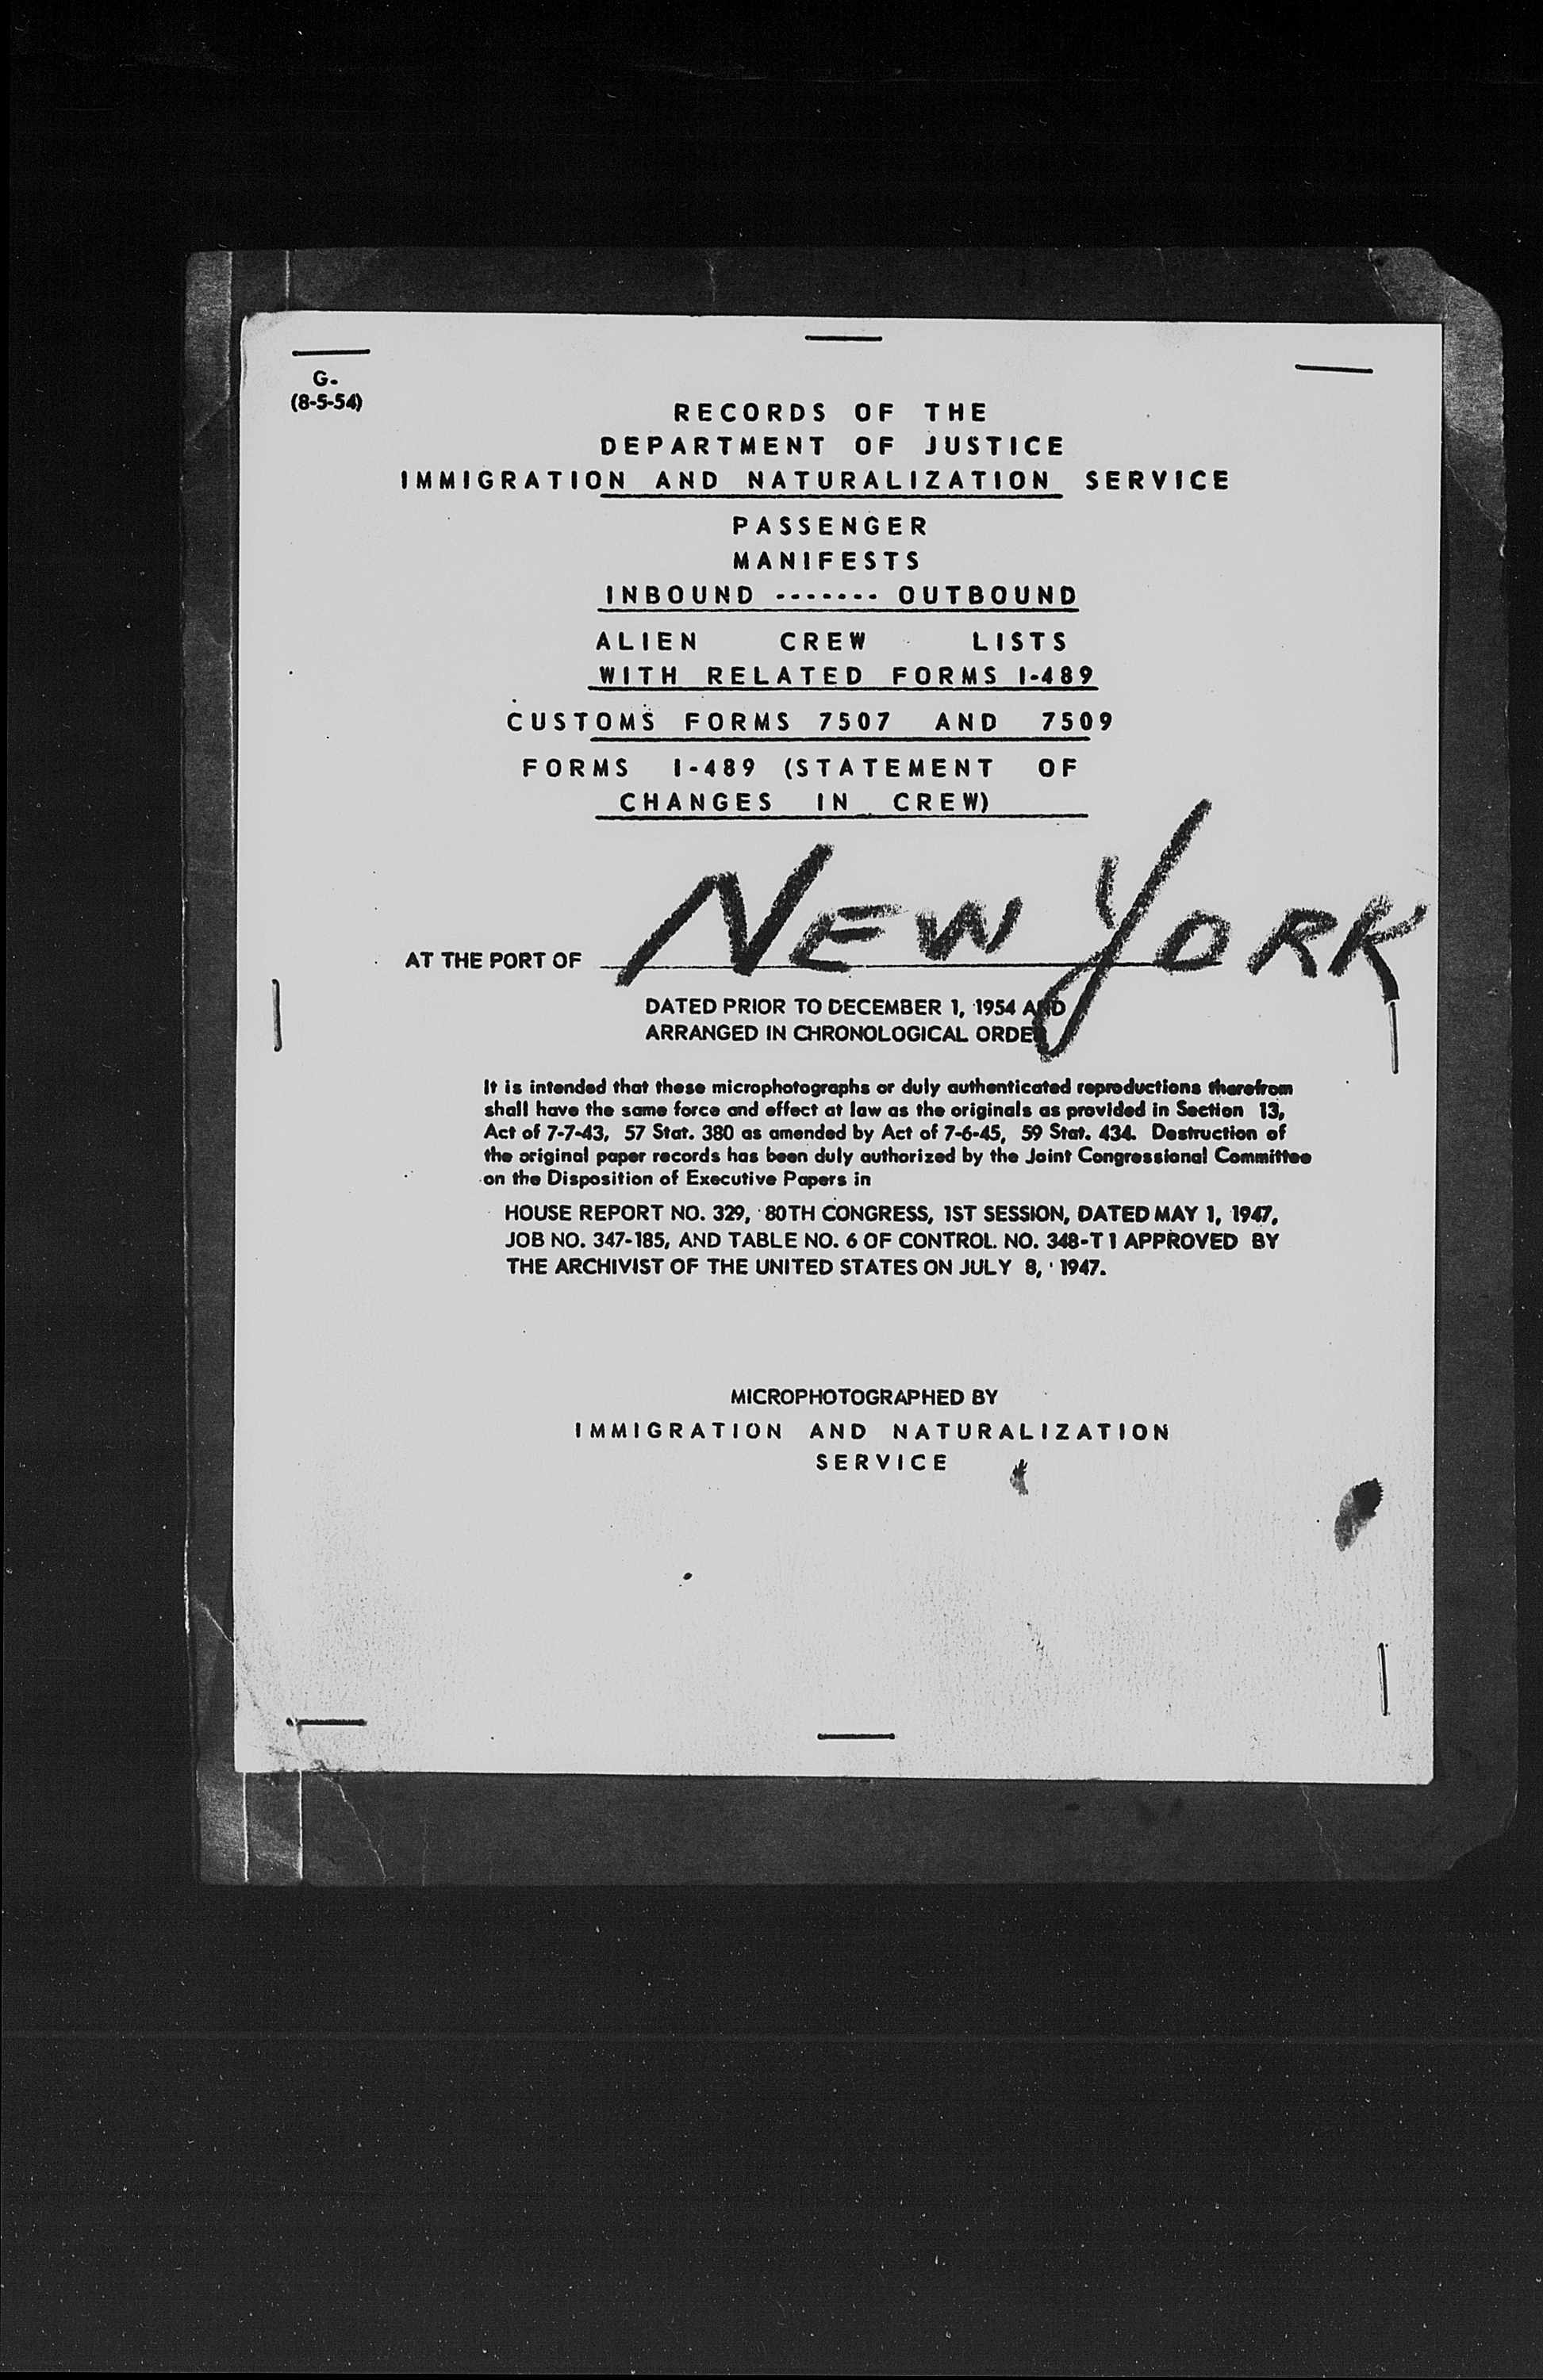 G-
(8-5-54)
RECORDS OF THE
DEPARTMENT OF JUSTICE
IMMIGRATION AND NATURALIZATION SERVICE
PASSENGER
MANIFESTS
INBOUND ------- OUTBOUND
ALIEN CREW LISTS
WITH RELATED FORMS I-489
CUSTOMS FORMS 7507 AND 7509
FORMS I-489 (STATEMENT OF
CHANGES IN CREW)
AT THE PORT OF NEW YORK
DATED PRIOR TO DECEMBER 1, 1954 AND
ARRANGED IN CHRONOLOGICAL ORDER
It is intended that these microphotographs or duly authenticated reproductions therefrom
shall have the same force and effect at law as the originals as provided in Section 13,
Act of 7-7-43, 57 Stat. 380 as amended by Act of 7-6-45, 59 Stat. 434. Destruction of
the original paper records has been duly authorized by the Joint Congressional Committee
on the Disposition of Executive Papers in
HOUSE REPORT NO. 329, 80TH CONGRESS, 1ST SESSION, DATED MAY 1, 1947,
JOB NO. 347-185, AND TABLE NO. 6 OF CONTROL NO. 348-T1 APPROVED BY
THE ARCHIVIST OF THE UNITED STATES ON JULY 8, 1947.
MICROPHOTOGRAPHED BY
IMMIGRATION AND NATURALIZATION
SERVICE